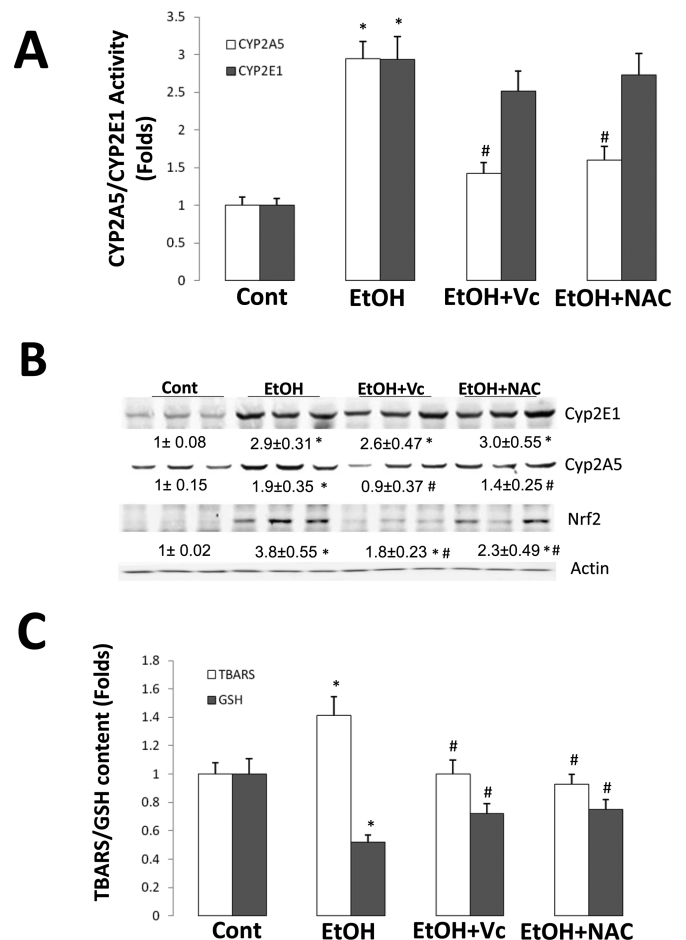 A
CYP2A5/CYP2E1 Activity
(Folds)
3.5
3
2.5
2
1.5
1
0.5
0
CYP2A5
CYP2E1
* *
#
#
Cont EtOH EtOH+Vc EtOH+NAC
B
Cont EtOH EtOH+Vc EtOH+NAC
Cyp2E1
1± 0.08 2.9±0.31 * 2.6±0.47 * 3.0±0.55 *
Cyp2A5
1± 0.15 1.9±0.35 * 0.9±0.37 # 1.4±0.25 #
Nrf2
1± 0.02 3.8±0.55 * 1.8±0.23 * # 2.3±0.49 * #
Actin
C
TBARS/GSH content (Folds)
1.8
1.6
1.4
1.2
1
0.8
0.6
0.4
0.2
0
TBARS
GSH
*
*
# #
# #
Cont EtOH EtOH+Vc EtOH+NAC